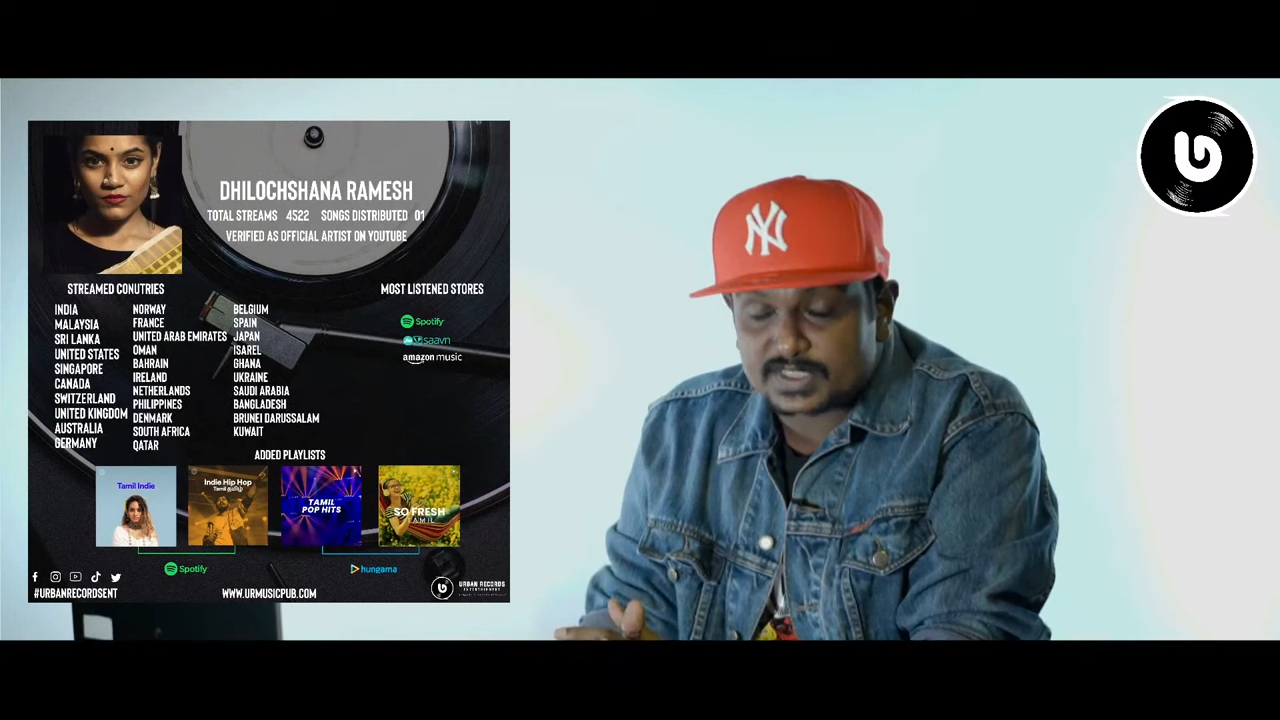 DHILOCHSHANA RAMESH
TOTAL STREAMS 4522 SONGS DISTRIBUTED 01
VERIFIED AS OFFICIAL ARTIST ON YOUTUBE
STREAMED CONUTRIES
INDIA
MALAYSIA
SRI LANKA
UNITED STATES
SINGAPORE
CANADA
SWITZERLAND
UNITED KINGDOM
AUSTRALIA
GERMANY
NORWAY
FRANCE
UNITED ARAB EMIRATES
OMAN
BAHRAIN
IRELAND
NETHERLANDS
PHILIPPINES
DENMARK
SOUTH AFRICA
QATAR
BELGIUM
SPAIN
JAPAN
ISAREL
GHANA
UKRAINE
SAUDI ARABIA
BANGLADESH
BRUNEI DARUSSALAM
KUWAIT
MOST LISTENED STORES
Spotify
saavn
amazon music
ADDED PLAYLISTS
Tamil Indie
Indie Hip Hop
Tamil தமிழ்
TAMIL
POP HITS
SO FRESH
TAMIL
Spotify
hungama
#URBANRECORDSENT
WWW.URMUSICPUB.COM
URBAN RECORDS
ENTERTAINMENT
NY